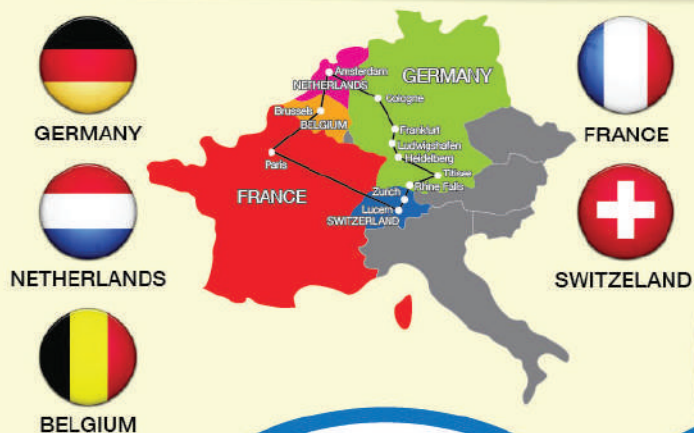 GERMANY
NETHERLANDS
BELGIUM
Amsterdam
NETHERLANDS
GERMANY
Cologne
Brussels
BELGIUM
Frankfurt
Ludwigshafen
Heidelberg
Paris
Titisee
FRANCE
Rhine Falls
Zurich
Lucern
SWITZERLAND
FRANCE
SWITZELAND